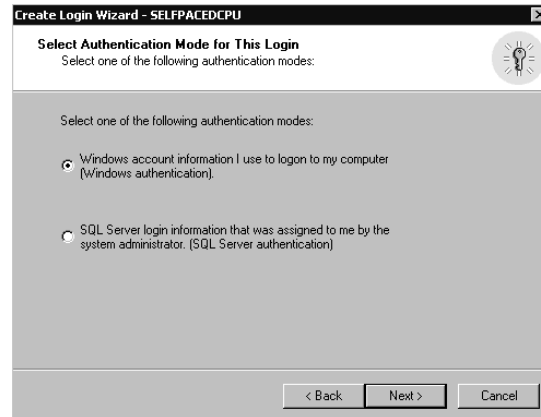 Create Login Wizard - SELFPACEDCPU
Select Authentication Mode for This Login
Select one of the following authentication modes:
Select one of the following authentication modes:
Windows account information I use to logon to my computer
(Windows authentication).
SQL Server login information that was assigned to me by the
system administrator. (SQL Server authentication)
< Back Next > Cancel